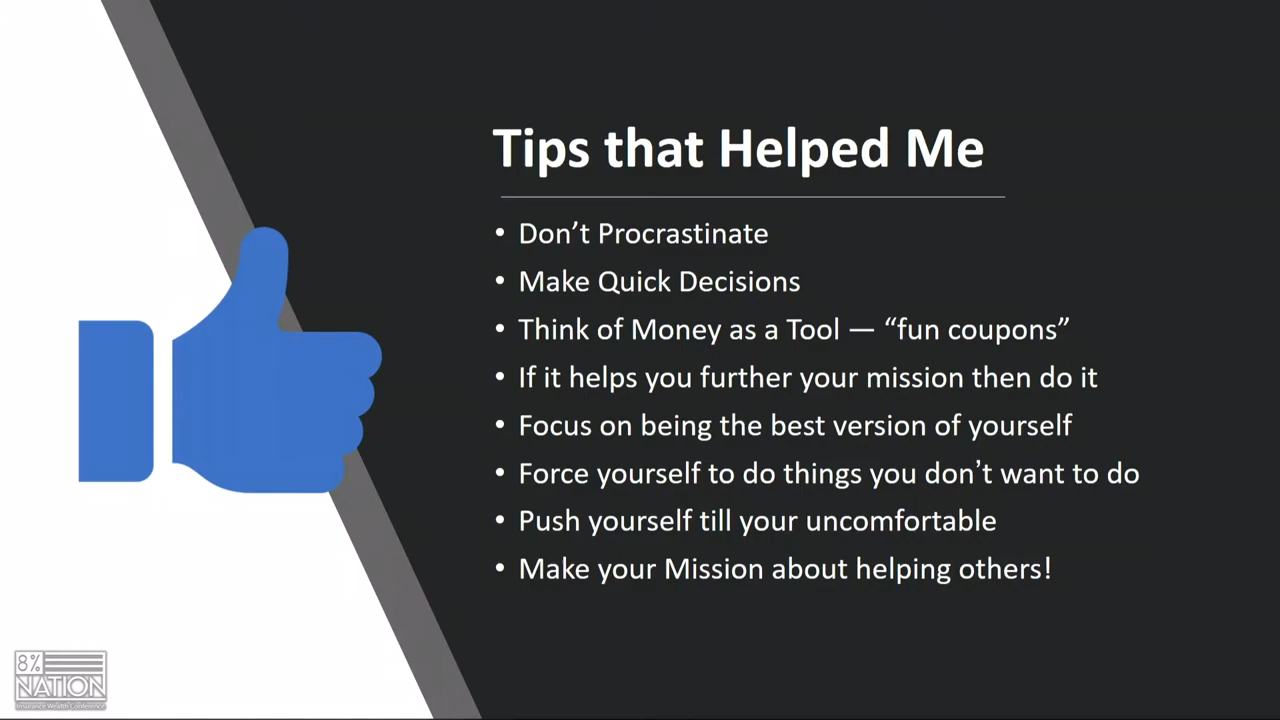 Tips that Helped Me
• Don’t Procrastinate
• Make Quick Decisions
• Think of Money as a Tool — “fun coupons”
• If it helps you further your mission then do it
• Focus on being the best version of yourself
• Force yourself to do things you don’t want to do
• Push yourself till your uncomfortable
• Make your Mission about helping others!
8%
NATION
Insurance Wealth Conference